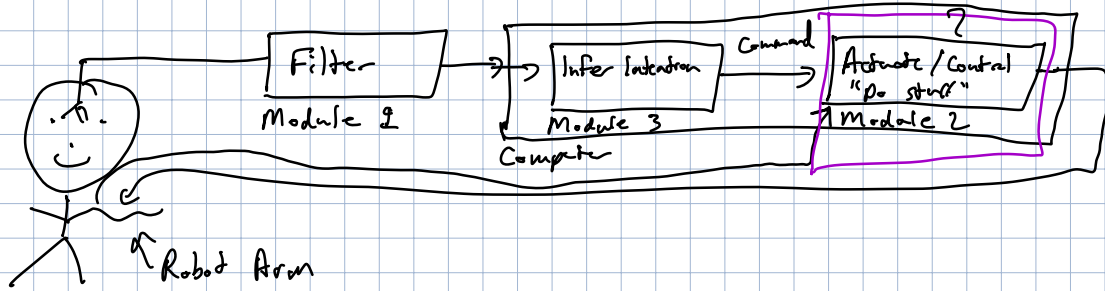 ?
Command
Filter
Infer Intention
Actuate/Control
"Do stuff"
Module 1
Module 3
Module 2
Computer
Robot Arm